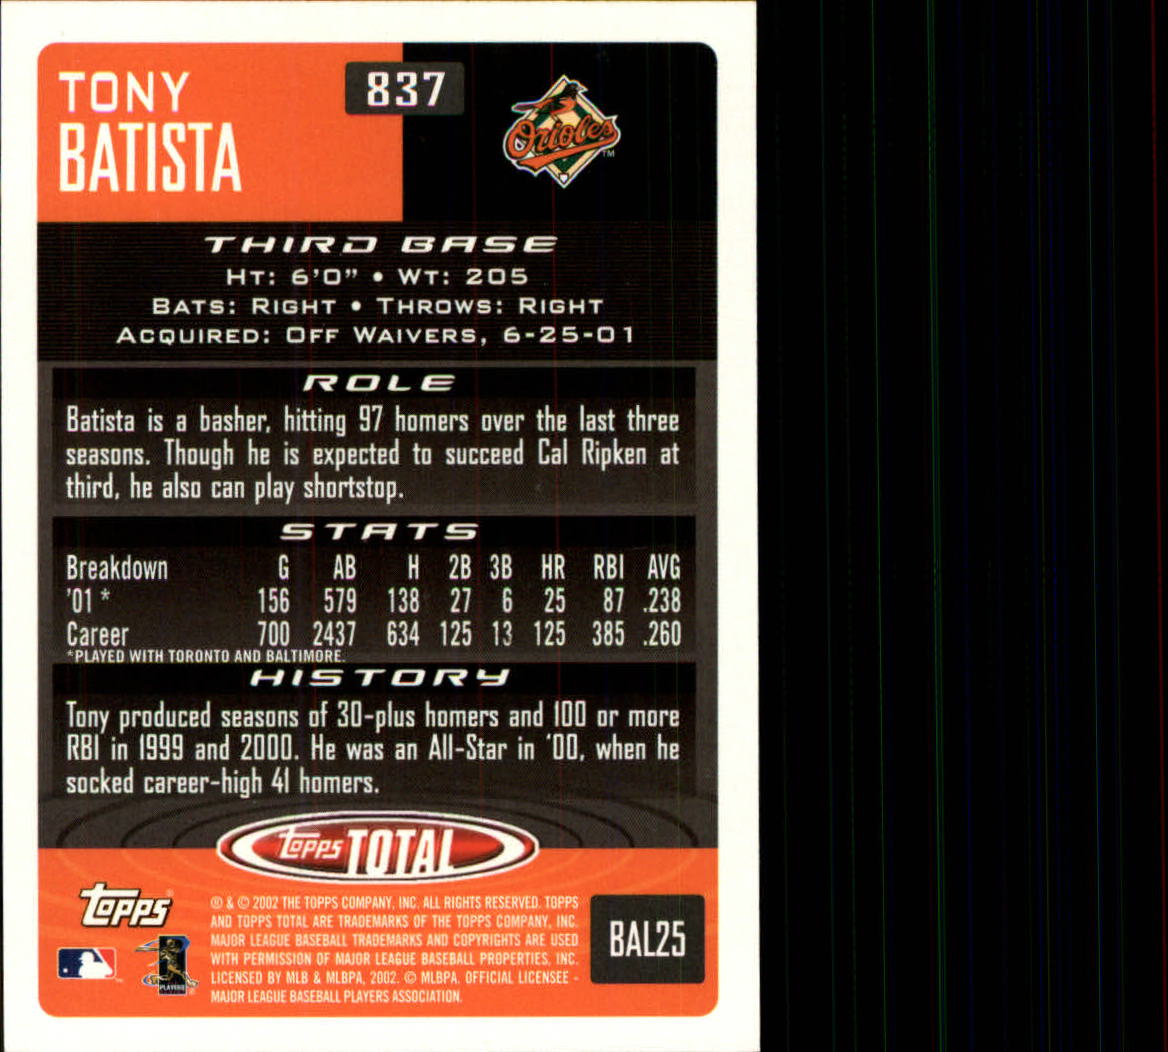 TONY
BATISTA
837
Orioles
TM
THIRD BASE
HT: 6'0" • WT: 205
BATS: RIGHT • THROWS: RIGHT
ACQUIRED: OFF WAIVERS, 6-25-01
ROLE
Batista is a basher, hitting 97 homers over the last three
seasons. Though he is expected to succeed Cal Ripken at
third, he also can play shortstop.
STATS
Breakdown G AB H 2B 3B HR RBI AVG
'01 * 156 579 138 27 6 25 87 .238
Career 700 2437 634 125 13 125 385 .260
*PLAYED WITH TORONTO AND BALTIMORE.
HISTORY
Tony produced seasons of 30-plus homers and 100 or more
RBI in 1999 and 2000. He was an All-Star in '00, when he
socked career-high 41 homers.
Topps TOTAL
Topps®
® & © 2002 THE TOPPS COMPANY, INC. ALL RIGHTS RESERVED. TOPPS
AND TOPPS TOTAL ARE TRADEMARKS OF THE TOPPS COMPANY, INC.
MAJOR LEAGUE BASEBALL TRADEMARKS AND COPYRIGHTS ARE USED
WITH PERMISSION OF MAJOR LEAGUE BASEBALL PROPERTIES, INC.
LICENSED BY MLB & MLBPA, 2002. © MLBPA. OFFICIAL LICENSEE -
MAJOR LEAGUE BASEBALL PLAYERS ASSOCIATION.
BAL25